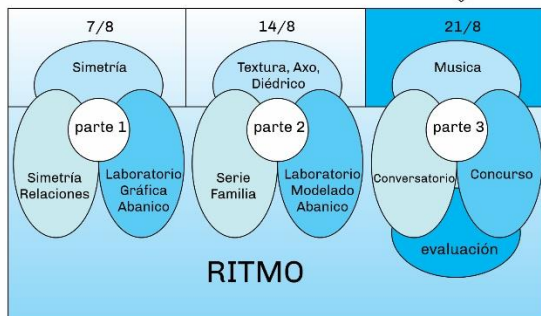 7/8
14/8
21/8
Simetría
Textura, Axo,
Diédrico
Musica
parte 1
parte 2
parte 3
Simetría
Relaciones
Laboratorio
Gráfica
Abanico
Serie
Familia
Laboratorio
Modelado
Abanico
Conversatorio
Concurso
evaluación
RITMO